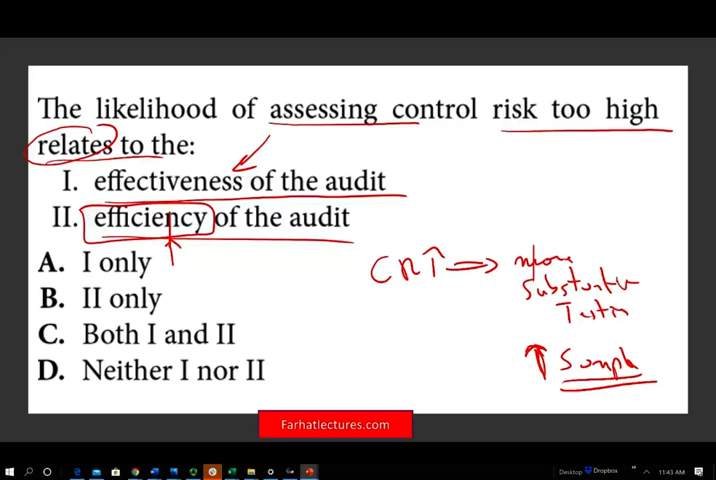 The likelihood of assessing control risk too high
relates to the:
I. effectiveness of the audit
II. efficiency of the audit
A. I only
B. II only
C. Both I and II
D. Neither I nor II
CR↑ → more
Substantive
Testin
↑ Sample
Farhatlectures.com
Desktop Dropbox 11:43 AM